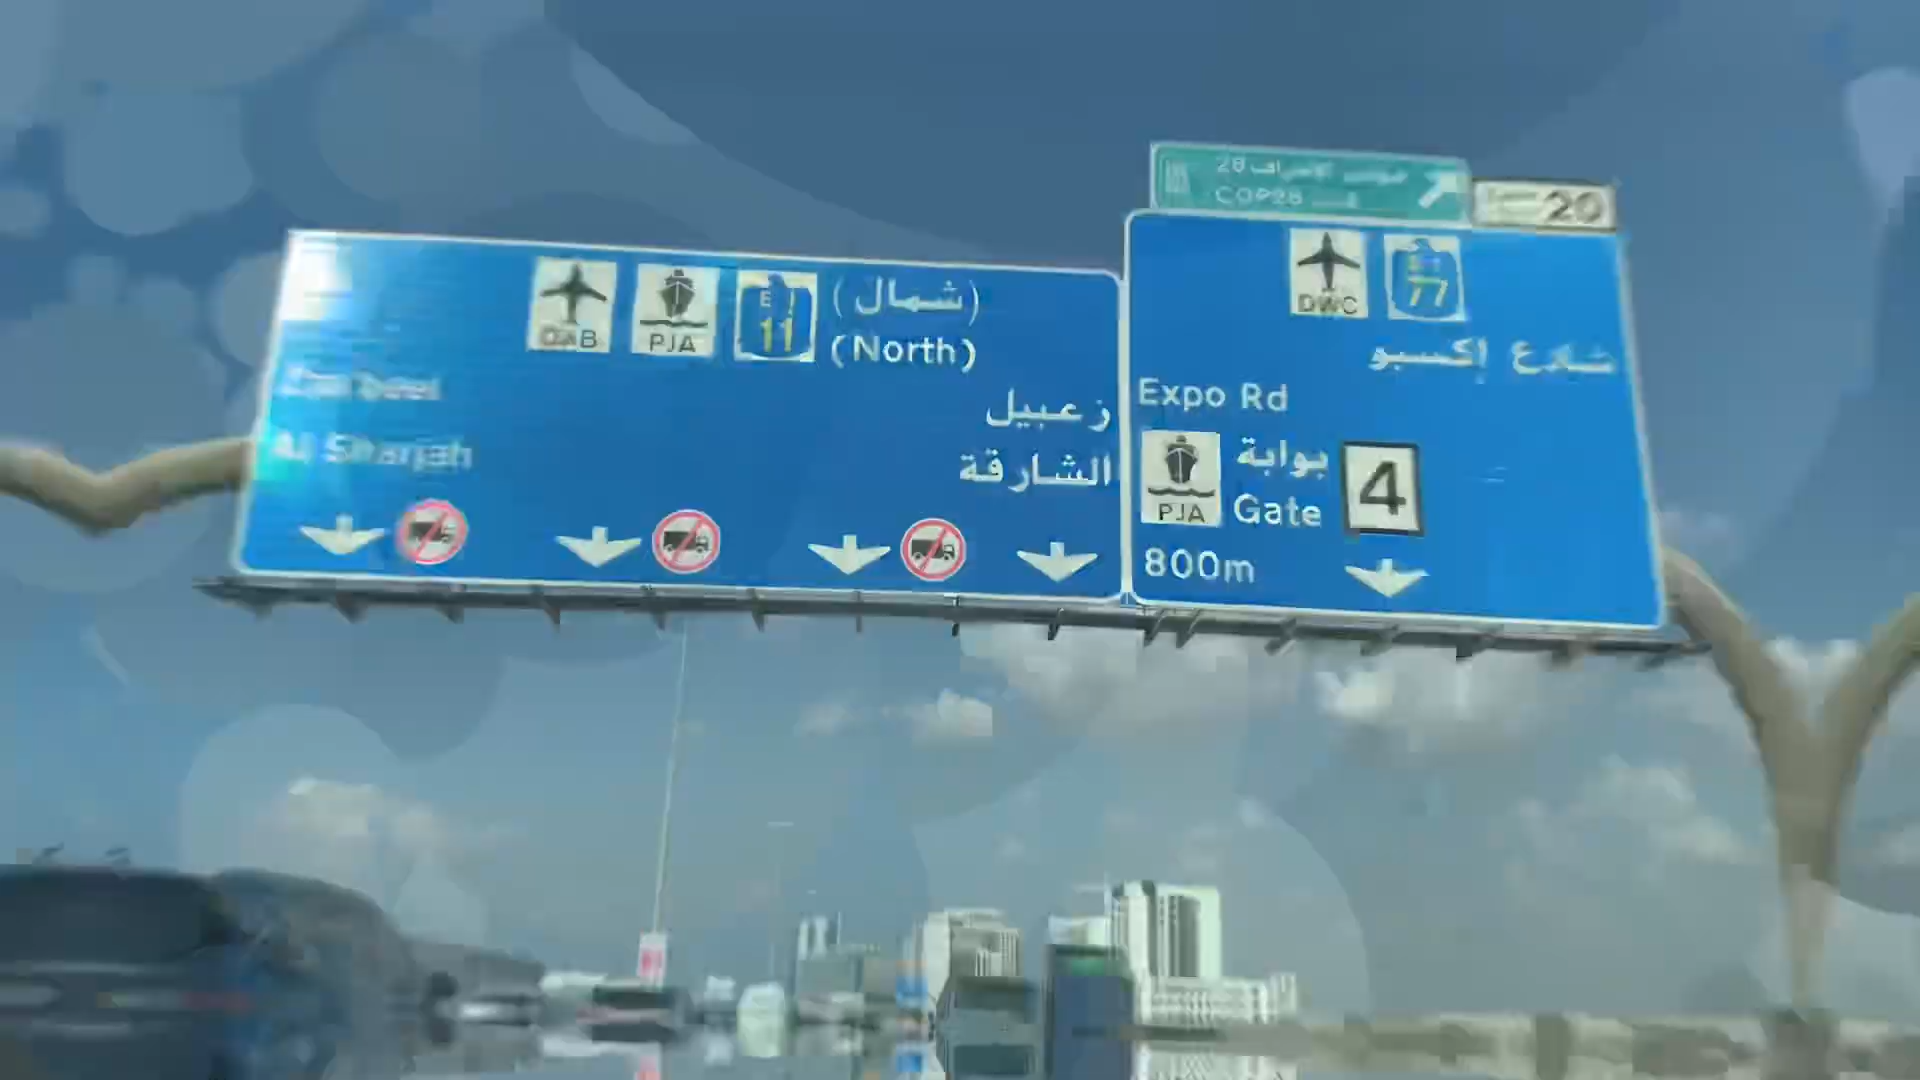 DXB
PJA
E
11
(شمال)
(North)
زعبيل
Al Sharjah
الشارقة
28
COP28
20
DWC
77
شارع إكسبو
Expo Rd
PJA
بوابة
Gate
4
800m